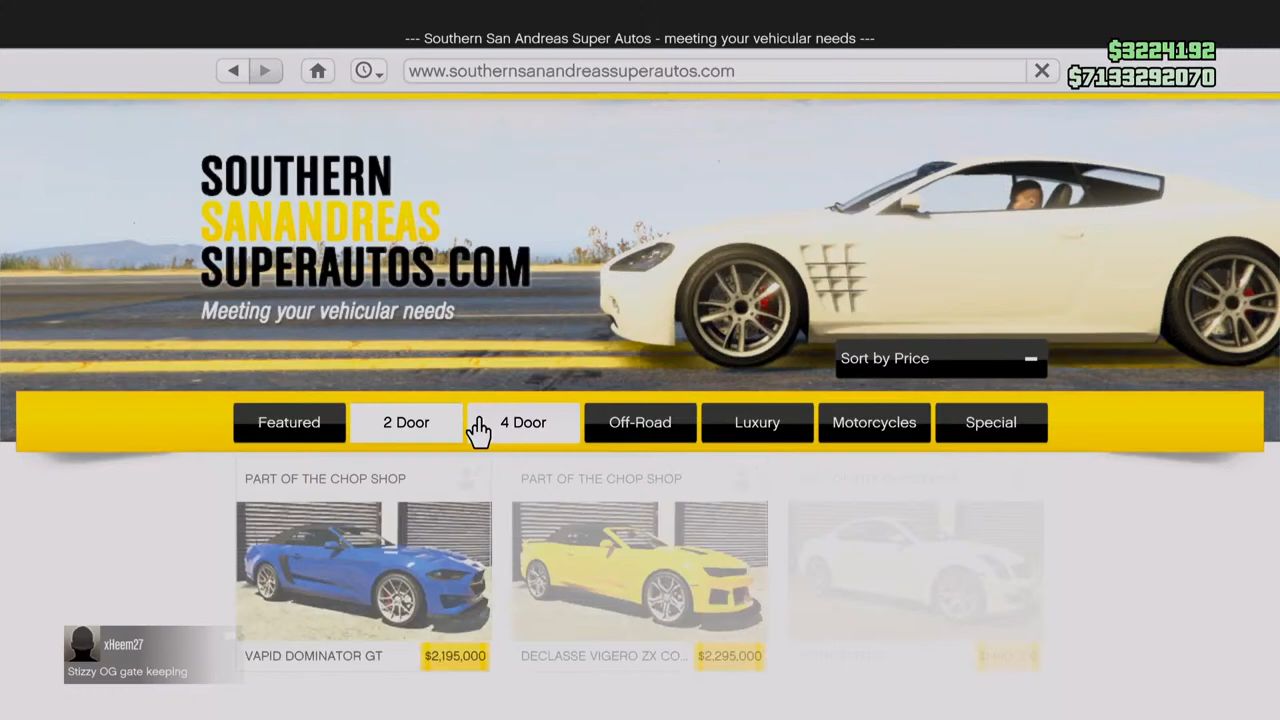 --- Southern San Andreas Super Autos - meeting your vehicular needs ---
$3224192
www.southernsanandreassuperautos.com
$7133292070
SOUTHERN
SANANDREAS
SUPERAUTOS.COM
Meeting your vehicular needs
Sort by Price
Featured
2 Door
4 Door
Off-Road
Luxury
Motorcycles
Special
PART OF THE CHOP SHOP
PART OF THE CHOP SHOP
VAPID DOMINATOR GT
$2,195,000
DECLASSE VIGERO ZX CO...
$2,295,000
xHeem27
Stizzy OG gate keeping